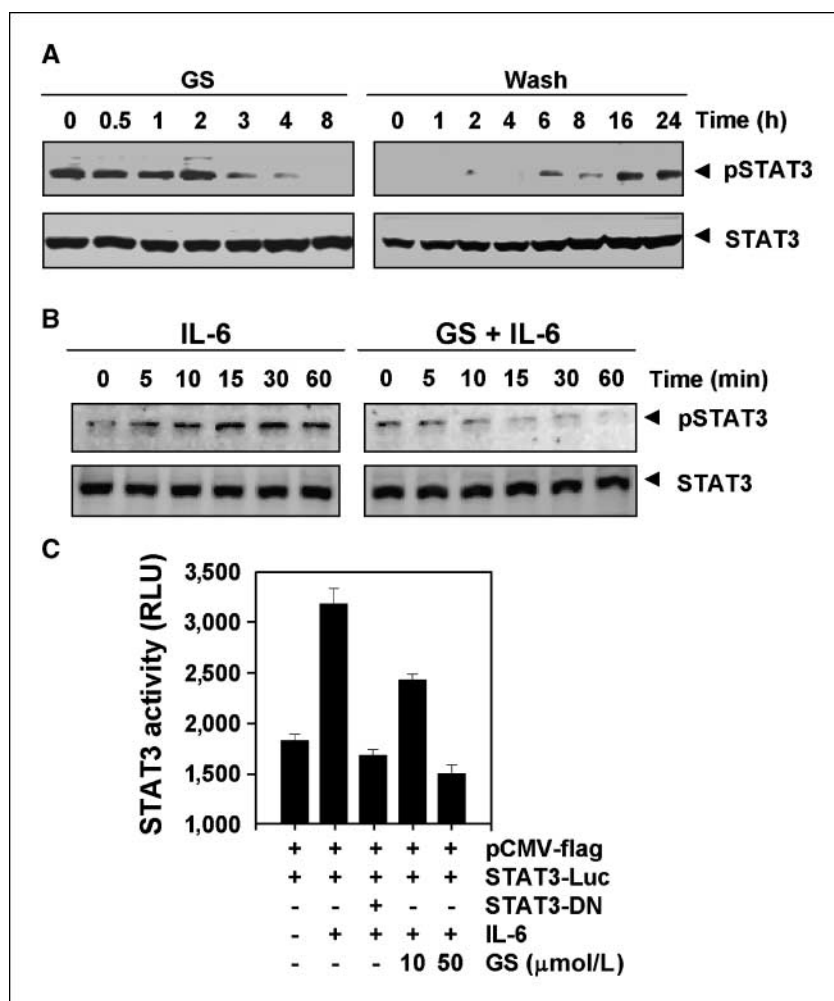 A
GS Wash
0 0.5 1 2 3 4 8 0 1 2 4 6 8 16 24 Time (h)
pSTAT3
STAT3
B
IL-6 GS + IL-6
0 5 10 15 30 60 0 5 10 15 30 60 Time (min)
pSTAT3
STAT3
C
STAT3 activity (RLU)
3,500
3,000
2,500
2,000
1,500
1,000
+ + + + + pCMV-flag
+ + + + + STAT3-Luc
- - + - - STAT3-DN
- + + + + IL-6
- - - 10 50 GS (μmol/L)